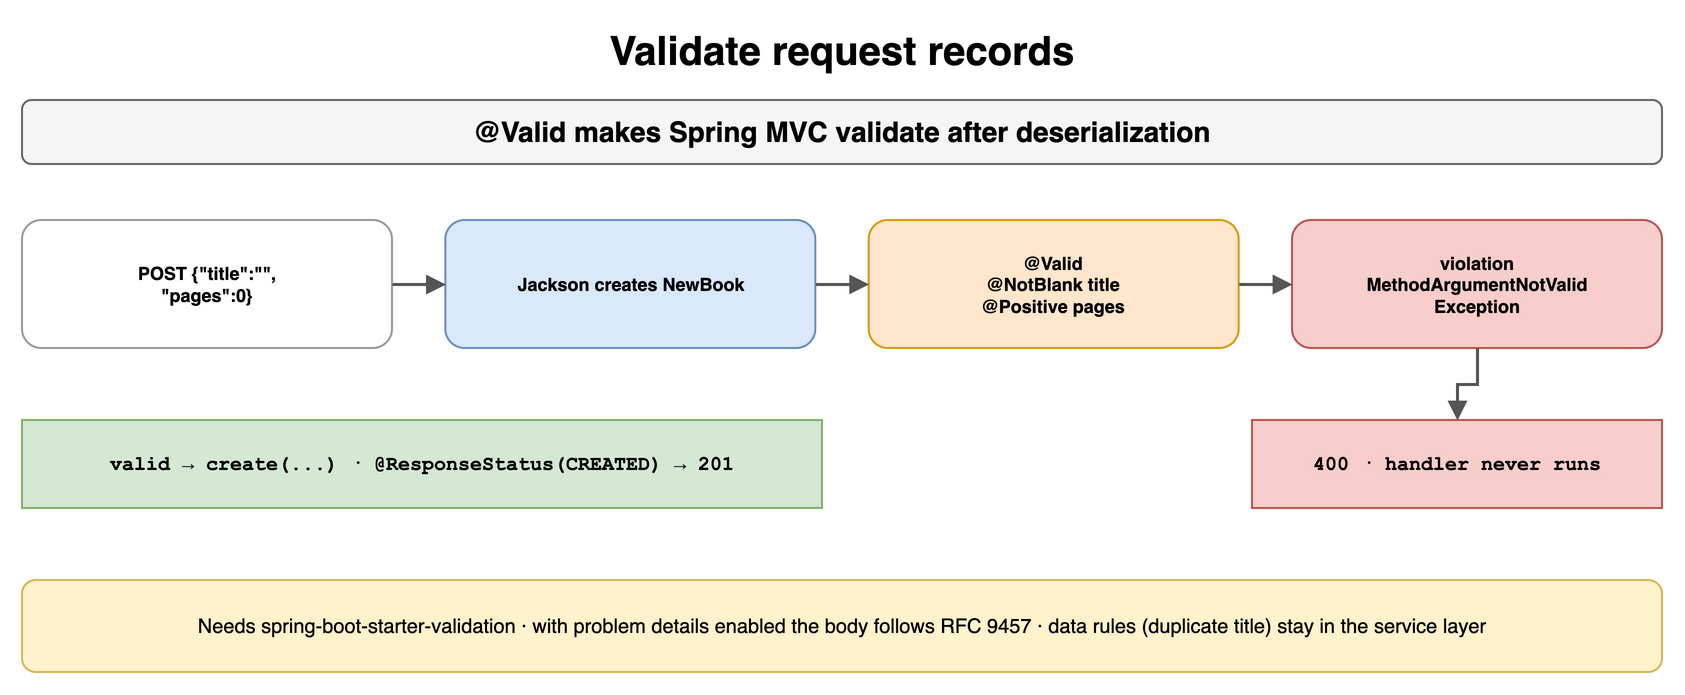 Validate request records
@Valid makes Spring MVC validate after deserialization
POST {"title":"",
"pages":0}
Jackson creates NewBook
@Valid
@NotBlank title
@Positive pages
violation
MethodArgumentNotValid
Exception
valid → create(...) · @ResponseStatus(CREATED) → 201
400 · handler never runs
Needs spring-boot-starter-validation · with problem details enabled the body follows RFC 9457 · data rules (duplicate title) stay in the service layer